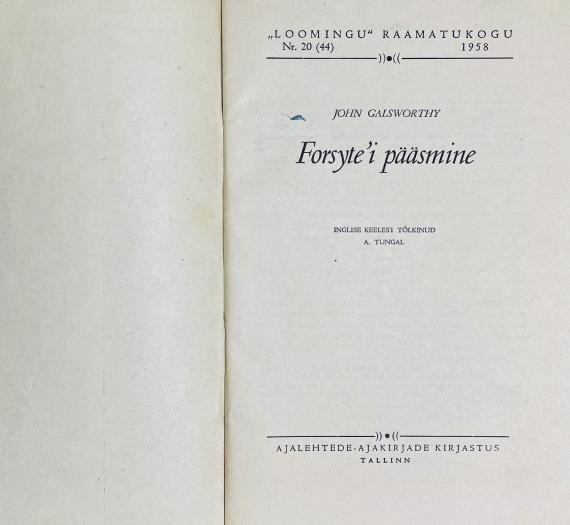 „LOOMINGU“ RAAMATUKOGU
Nr. 20 (44) 1958
JOHN GALSWORTHY
Forsyte'i pääsmine
INGLISE KEELEST TÕLKINUD
A. TUNGAL
AJALEHTEDE-AJAKIRJADE KIRJASTUS
TALLINN